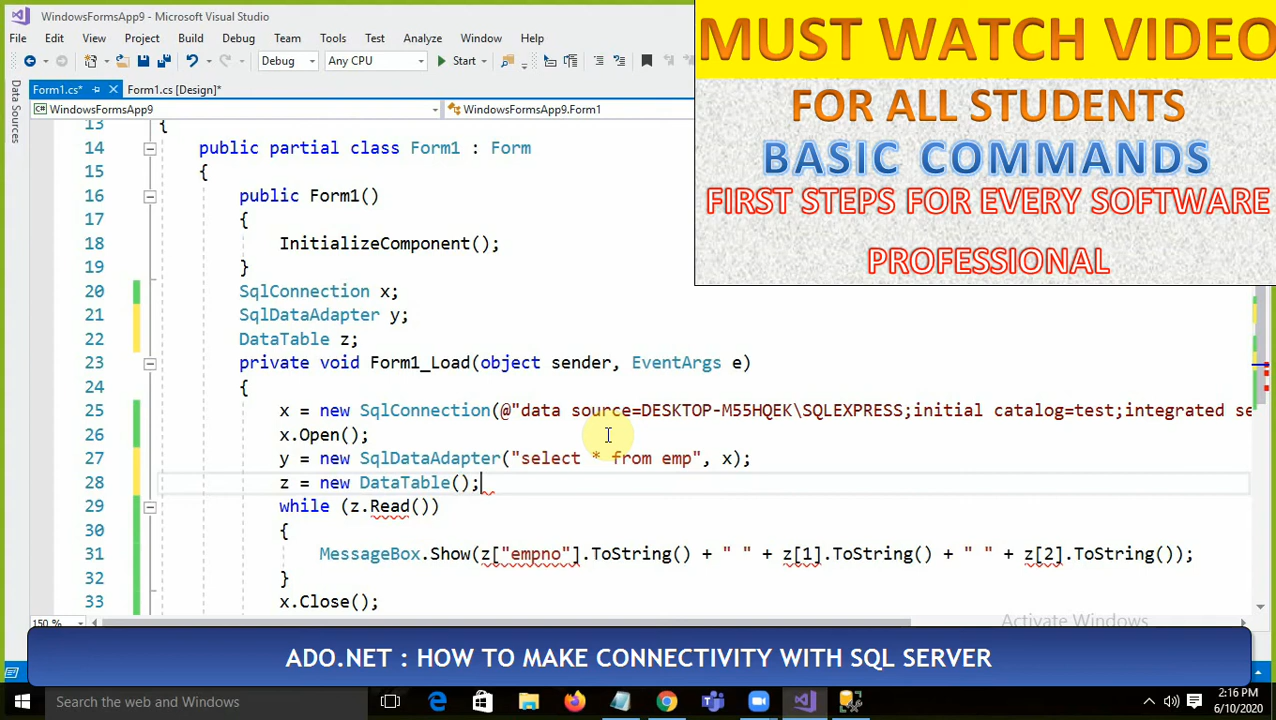 WindowsFormsApp9 - Microsoft Visual Studio
File Edit View Project Build Debug Team Tools Test Analyze Window Help
Debug Any CPU Start
Form1.cs* Form1.cs [Design]*
Data Sources
WindowsFormsApp9 WindowsFormsApp9.Form1
MUST WATCH VIDEO
FOR ALL STUDENTS
BASIC COMMANDS
FIRST STEPS FOR EVERY SOFTWARE
PROFESSIONAL
13 {
14 public partial class Form1 : Form
15 {
16 public Form1()
17 {
18 InitializeComponent();
19 }
20 SqlConnection x;
21 SqlDataAdapter y;
22 DataTable z;
23 private void Form1_Load(object sender, EventArgs e)
24 {
25 x = new SqlConnection(@"data source=DESKTOP-M55HQEK\SQLEXPRESS;initial catalog=test;integrated se
26 x.Open();
27 y = new SqlDataAdapter("select * from emp", x);
28 z = new DataTable();
29 while (z.Read())
30 {
31 MessageBox.Show(z["empno"].ToString() + " " + z[1].ToString() + " " + z[2].ToString());
32 }
33 x.Close();
150 %
Activate Windows
ADO.NET : HOW TO MAKE CONNECTIVITY WITH SQL SERVER
Search the web and Windows
2:16 PM
6/10/2020